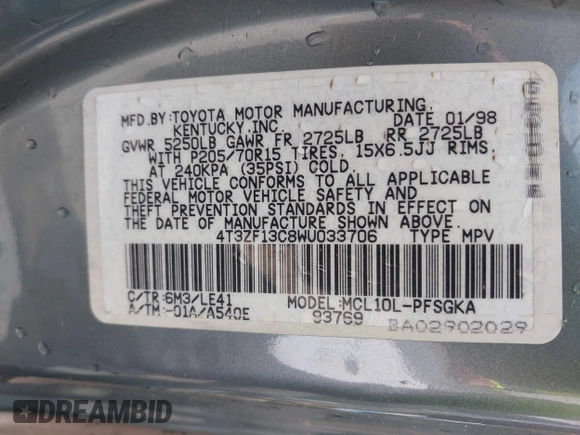 MFD.BY:TOYOTA MOTOR MANUFACTURING,
KENTUCKY,INC. DATE 01/98
GVWR 5250LB GAWR FR 2725LB RR 2725LB
WITH P205/70R15 TIRES, 15X6.5JJ RIMS,
AT 240KPA (35PSI) COLD.
THIS VEHICLE CONFORMS TO ALL APPLICABLE
FEDERAL MOTOR VEHICLE SAFETY AND
THEFT PREVENTION STANDARDS IN EFFECT ON
THE DATE OF MANUFACTURE SHOWN ABOVE.
4T3ZF13C8WU033706 TYPE MPV
C/TR:6M3/LE41 MODEL:MCL10L-PFSGKA
A/TM:-01A/A540E 93769 BA02902029
DREAMBID